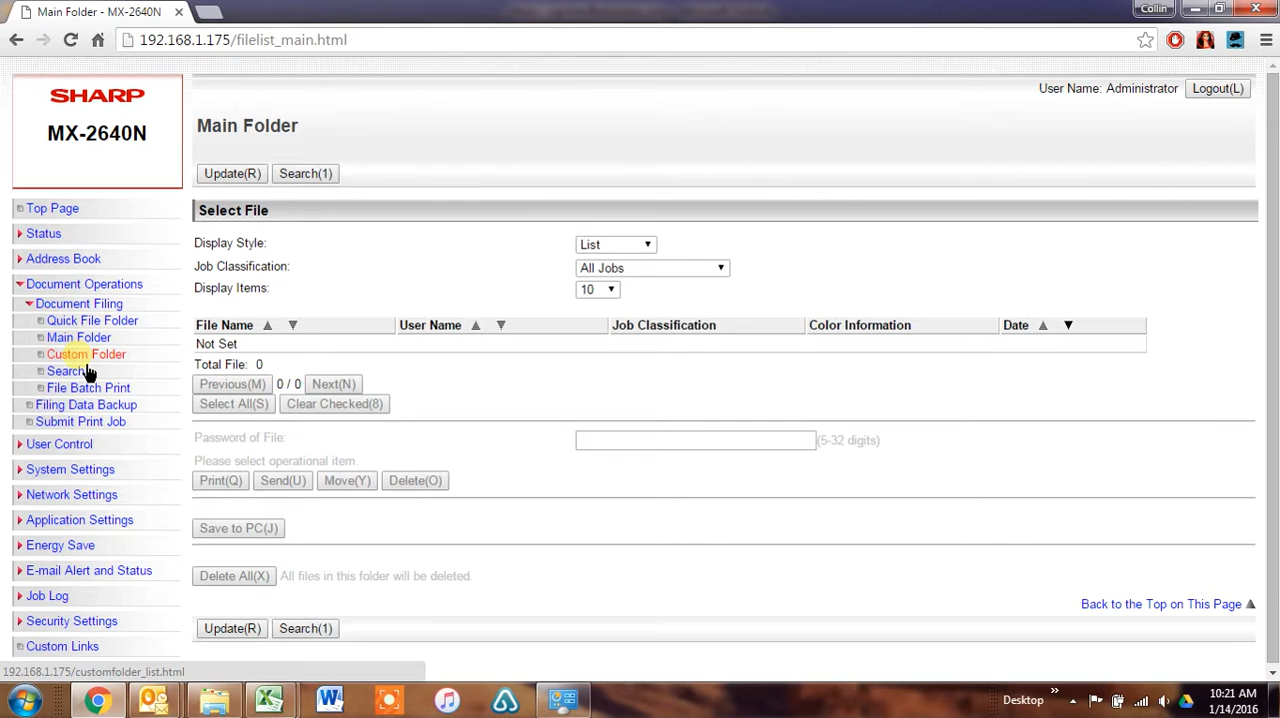 Main Folder - MX-2640N
Collin
192.168.1.175/filelist_main.html
SHARP
MX-2640N
User Name: Administrator
Logout(L)
Main Folder
Update(R)
Search(1)
Top Page
Status
Address Book
Document Operations
Document Filing
Quick File Folder
Main Folder
Custom Folder
Search
File Batch Print
Filing Data Backup
Submit Print Job
User Control
System Settings
Network Settings
Application Settings
Energy Save
E-mail Alert and Status
Job Log
Security Settings
Custom Links
Select File
Display Style:
List
Job Classification:
All Jobs
Display Items:
10
File Name
User Name
Job Classification
Color Information
Date
Not Set
Total File: 0
Previous(M)
0 / 0
Next(N)
Select All(S)
Clear Checked(8)
Password of File:
(5-32 digits)
Please select operational item.
Print(Q)
Send(U)
Move(Y)
Delete(O)
Save to PC(J)
Delete All(X)
All files in this folder will be deleted.
Back to the Top on This Page
Update(R)
Search(1)
192.168.1.175/customfolder_list.html
Desktop
10:21 AM
1/14/2016